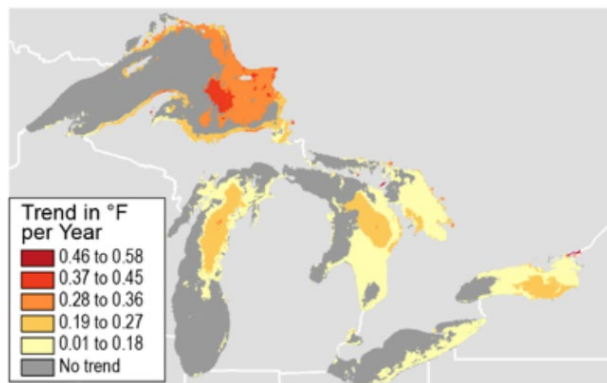 Trend in °F
per Year
0.46 to 0.58
0.37 to 0.45
0.28 to 0.36
0.19 to 0.27
0.01 to 0.18
No trend